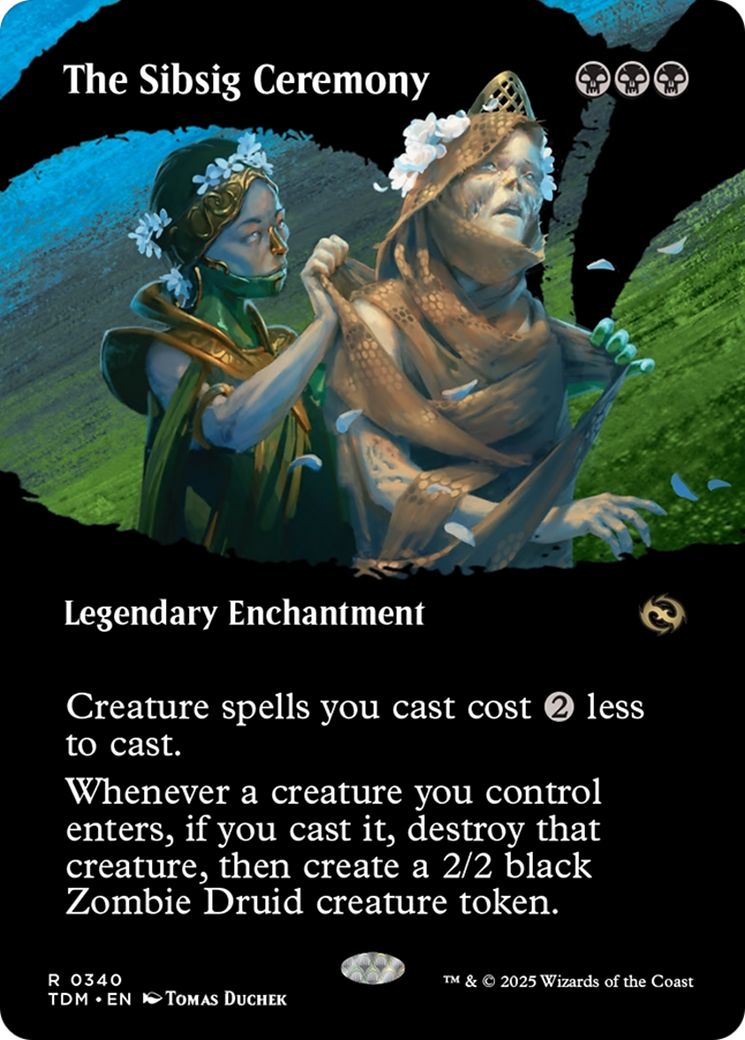 The Sibsig Ceremony
Legendary Enchantment
Creature spells you cast cost 2 less
to cast.
Whenever a creature you control
enters, if you cast it, destroy that
creature, then create a 2/2 black
Zombie Druid creature token.
R 0340
TDM • EN Tomas Duchek
™ & © 2025 Wizards of the Coast